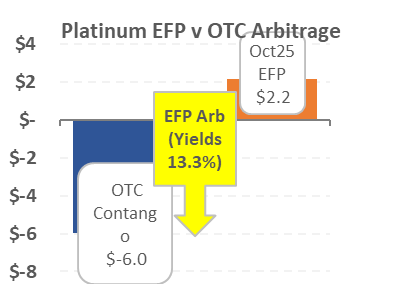 Platinum EFP v OTC Arbitrage
$4
$2
$-
$-2
$-4
$-6
$-8
Oct25
EFP
$2.2
EFP Arb
(Yields
13.3%)
OTC
Contang
o
$-6.0